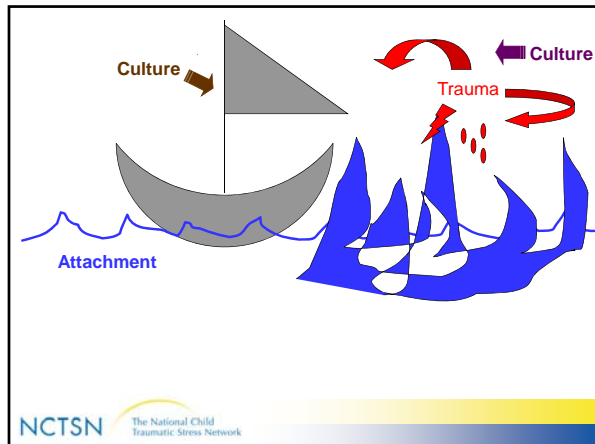 Culture
Culture
Trauma
Attachment
NCTSN
The National Child
Traumatic Stress Network